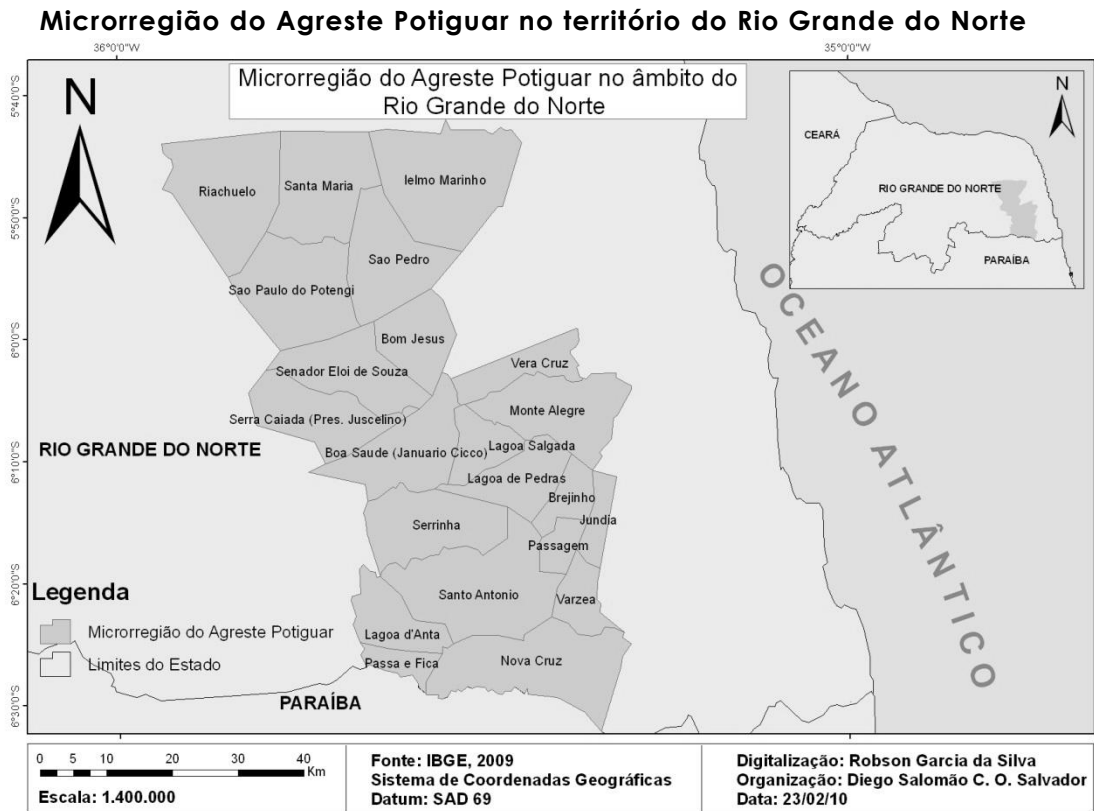 Microrregião do Agreste Potiguar no território do Rio Grande do Norte
36°0'0"W
35°0'0"W
5°40'0"S
5°50'0"S
6°0'0"S
6°10'0"S
6°20'0"S
6°30'0"S
N
Microrregião do Agreste Potiguar no âmbito do
Rio Grande do Norte
N
CEARÁ
RIO GRANDE DO NORTE
PARAÍBA
Riachuelo
Santa Maria
Ielmo Marinho
Sao Pedro
Sao Paulo do Potengi
Bom Jesus
Vera Cruz
Senador Eloi de Souza
Monte Alegre
Serra Caiada (Pres. Juscelino)
RIO GRANDE DO NORTE
Boa Saude (Januario Cicco)
Lagoa Salgada
Lagoa de Pedras
Brejinho
Jundia
Serrinha
Passagem
Santo Antonio
Varzea
Lagoa d'Anta
Passa e Fica
Nova Cruz
PARAÍBA
OCEANO ATLÂNTICO
Legenda
Microrregião do Agreste Potiguar
Limites do Estado
0 5 10 20 30 40
Km
Escala: 1.400.000
Fonte: IBGE, 2009
Sistema de Coordenadas Geográficas
Datum: SAD 69
Digitalização: Robson Garcia da Silva
Organização: Diego Salomão C. O. Salvador
Data: 23/02/10